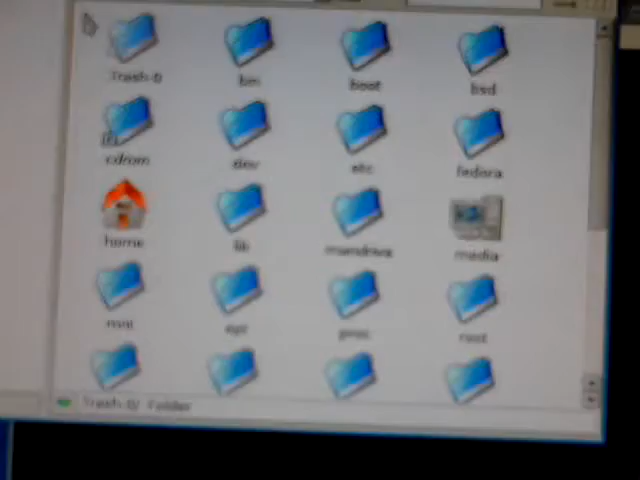 Trash-0 bin boot bsd
cdrom dev etc fedora
home lib mandriva media
mnt opt proc root
Trash-0/ Folder